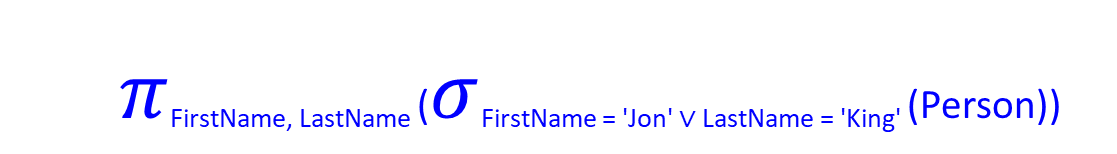 π FirstName, LastName (σ FirstName = 'Jon' ∨ LastName = 'King' (Person))